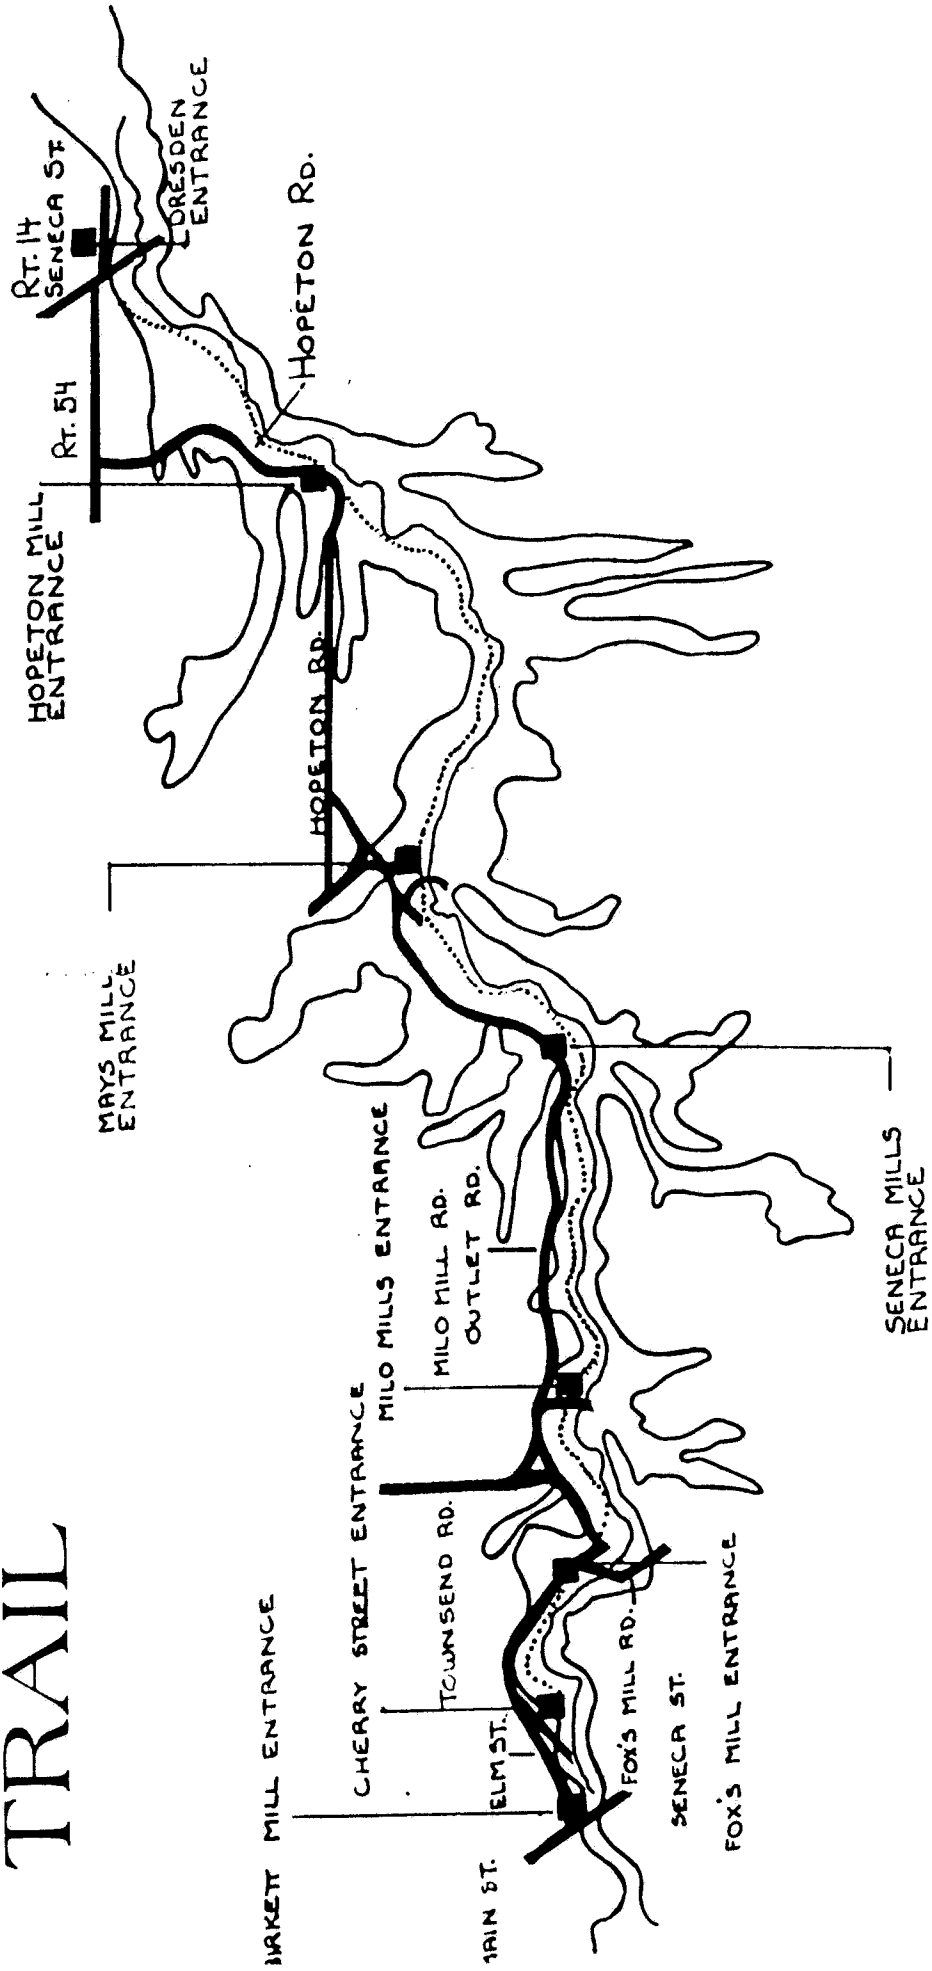 TRAIL
RT. 14
SENECA ST.
DRESDEN
ENTRANCE
RT. 54
HOPETON RD.
HOPETON MILL
ENTRANCE
HOPETON RD.
MAYS MILL
ENTRANCE
SENECA MILLS
ENTRANCE
MILO MILLS ENTRANCE
MILO MILL RD.
OUTLET RD.
CHERRY STREET ENTRANCE
TOWNSEND RD.
IRKETT MILL ENTRANCE
ELM ST.
AIN ST.
FOX'S MILL RD.
SENECA ST.
FOX'S MILL ENTRANCE